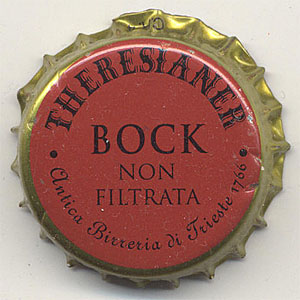 THERESIANER
BOCK
NON
FILTRATA
• Antica Birreria di Trieste 1766 •